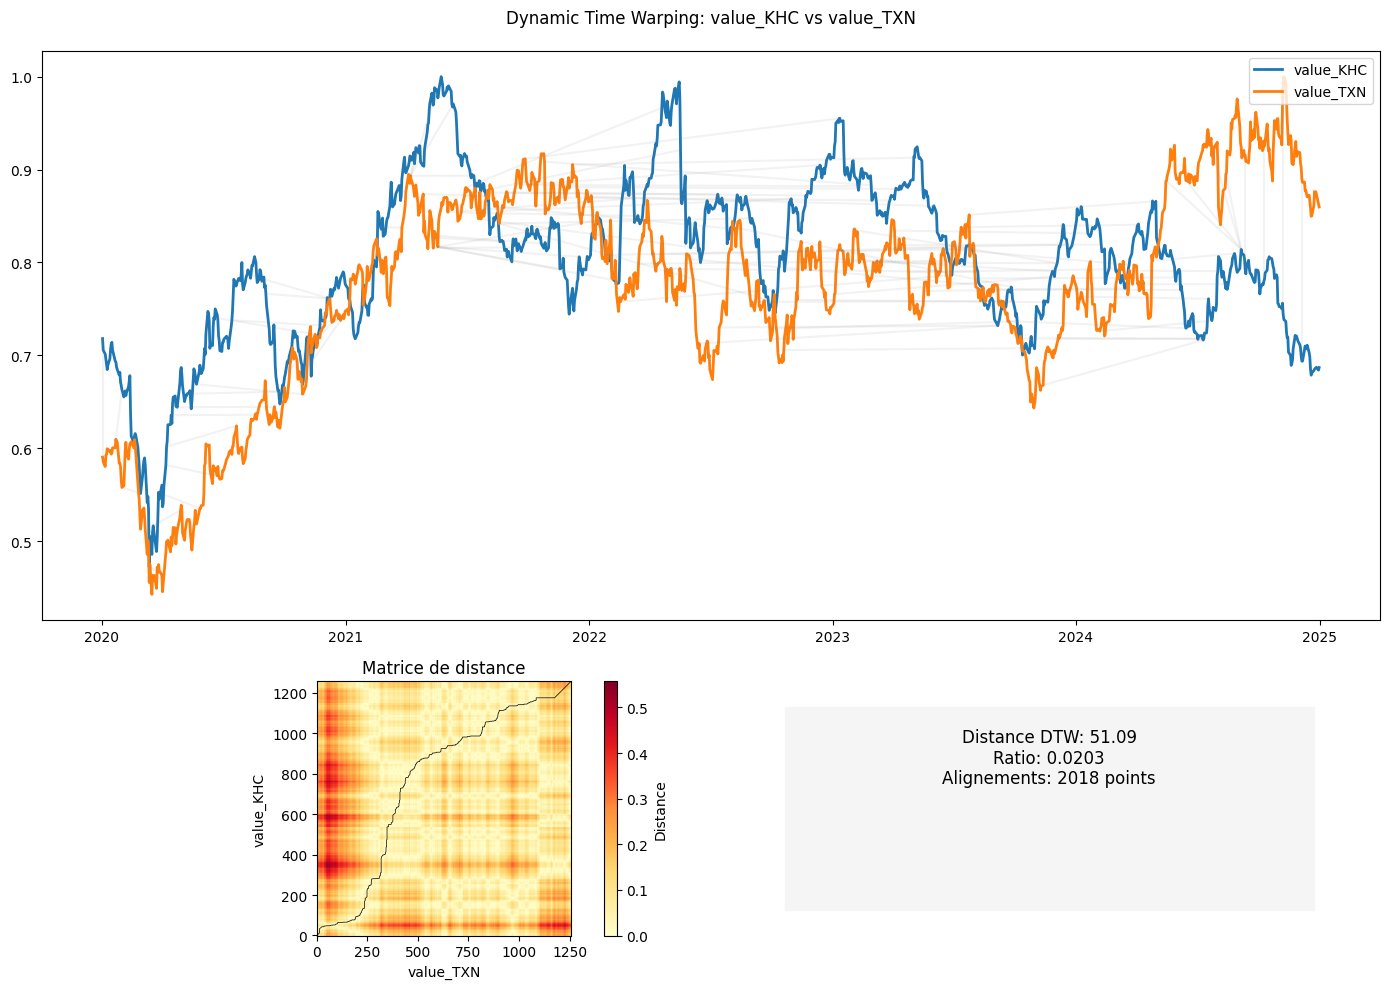 Dynamic Time Warping: value_KHC vs value_TXN
1.0
0.9
0.8
0.7
0.6
0.5
value_KHC
value_TXN
2020 2021 2022 2023 2024 2025
Matrice de distance
1200
1000
800
600
400
200
0
value_KHC
0 250 500 750 1000 1250
value_TXN
0.5
0.4
0.3
0.2
0.1
0.0
Distance
Distance DTW: 51.09
Ratio: 0.0203
Alignements: 2018 points